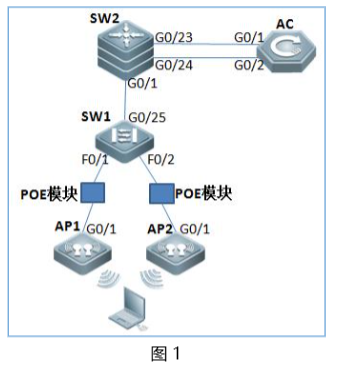 SW2
AC
G0/23 G0/1
G0/24 G0/2
G0/1
SW1
G0/25
F0/1 F0/2
POE模块 POE模块
AP1 G0/1 AP2 G0/1
图 1